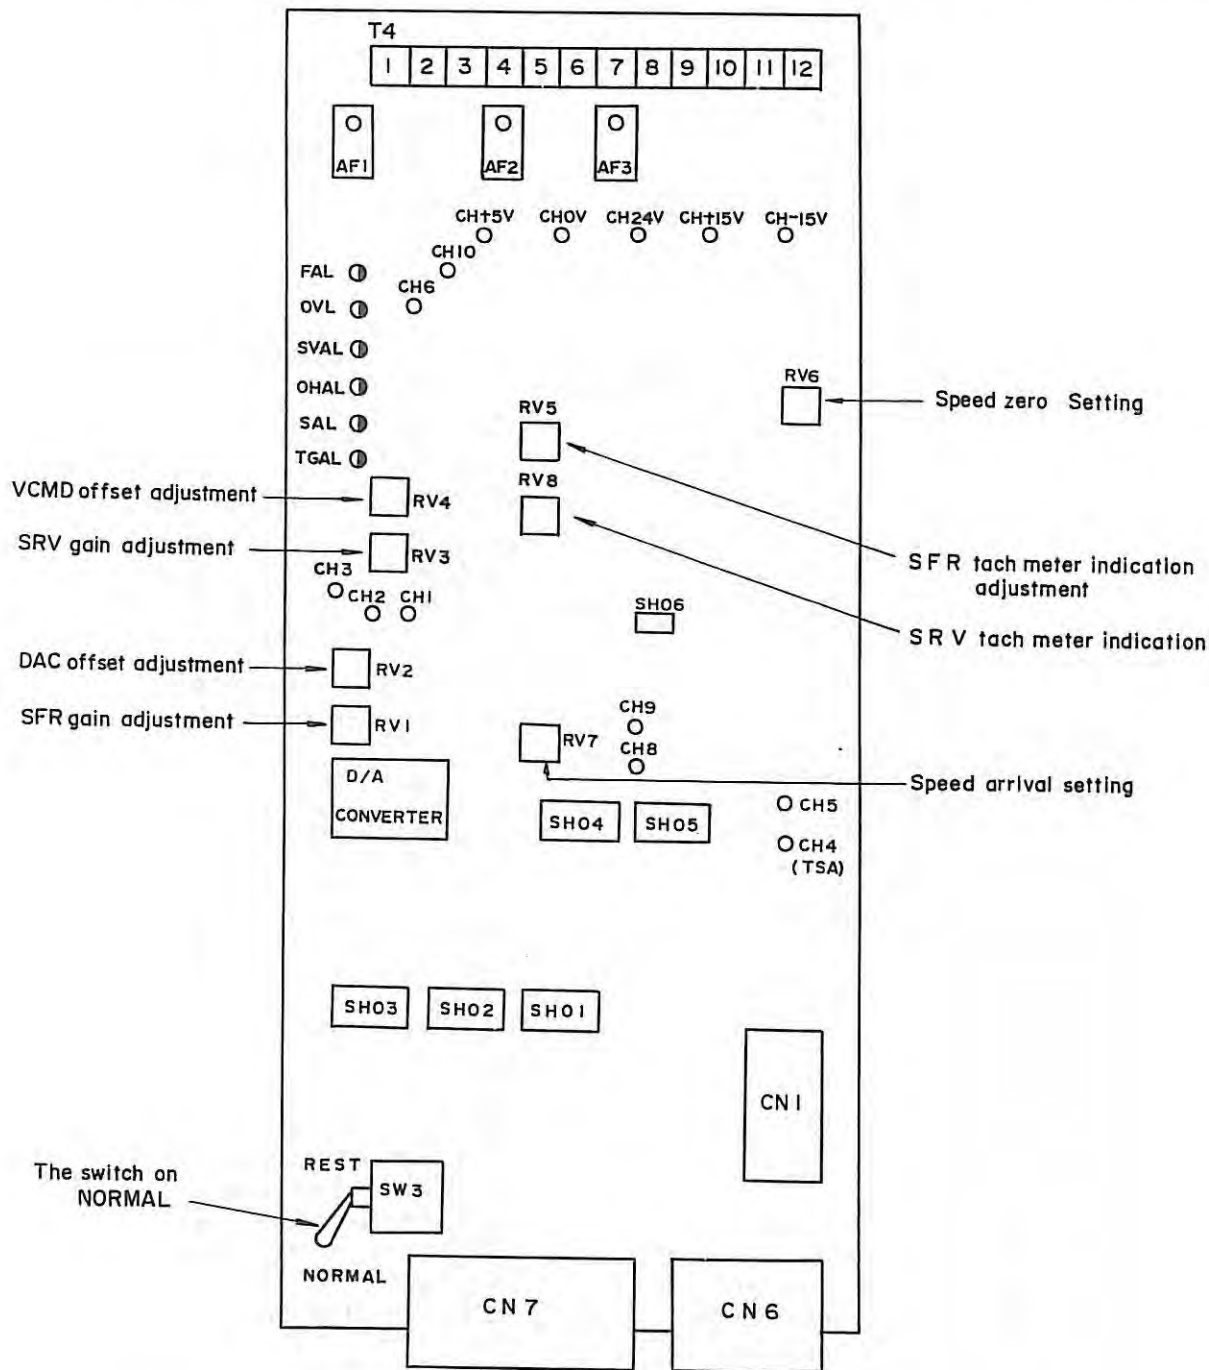 T4
1 2 3 4 5 6 7 8 9 10 11 12
AF1 AF2 AF3
CH+5V CH0V CH24V CH+15V CH-15V
CH10
FAL
CH6
OVL
SVAL
OHAL
SAL
TGAL
RV6
Speed zero Setting
RV5
RV8
VCMD offset adjustment
RV4
SRV gain adjustment
RV3
SFR tach meter indication
adjustment
CH3
CH2 CH1
SH06
SRV tach meter indication
DAC offset adjustment
RV2
SFR gain adjustment
RV1
CH9
RV7
CH8
Speed arrival setting
D/A
CONVERTER
SH04 SH05
CH5
CH4
(TSA)
SH03 SH02 SH01
CN1
The switch on
NORMAL
REST
SW3
NORMAL
CN7
CN6